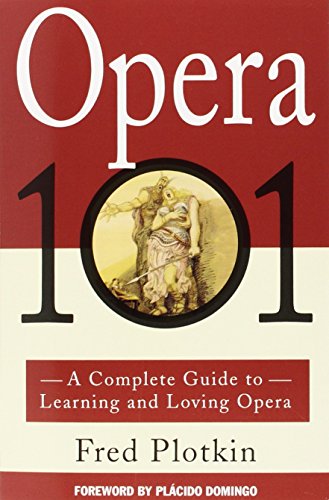 Opera
101
— A Complete Guide to —
Learning and Loving Opera
Fred Plotkin
FOREWORD BY PLÁCIDO DOMINGO